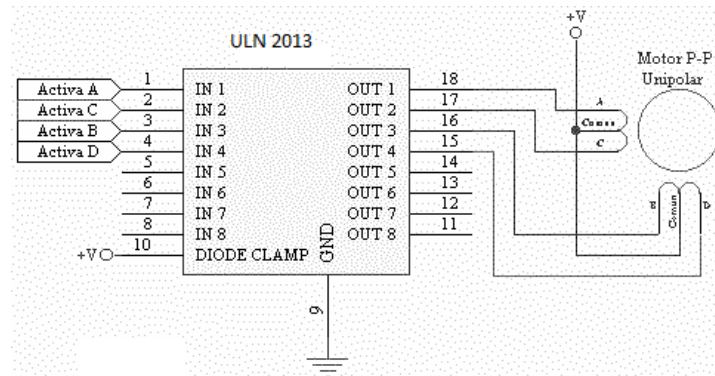 ULN 2013
+V
Motor P-P
Unipolar
Activa A 1 IN 1 OUT 1 18 A
Activa C 2 IN 2 OUT 2 17 Comun
Activa B 3 IN 3 OUT 3 16 C
Activa D 4 IN 4 OUT 4 15
5 IN 5 OUT 5 14
6 IN 6 OUT 6 13
7 IN 7 OUT 7 12
8 IN 8 OUT 8 11
+V 10 DIODE CLAMP GND
B Comun D
9